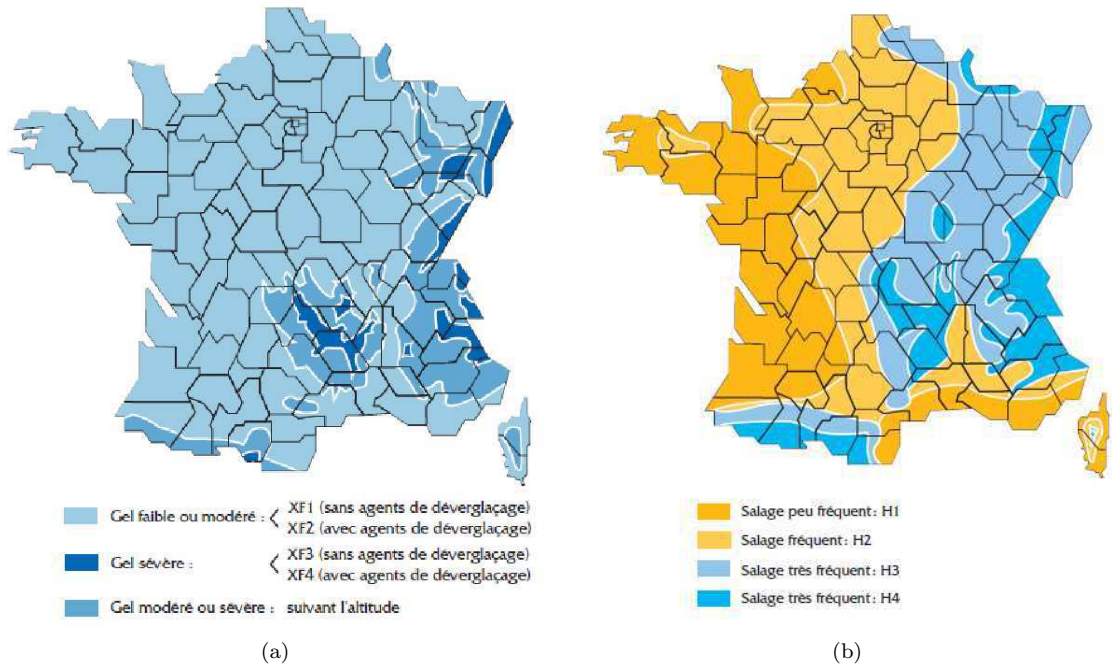 Gel faible ou modéré :
XF1 (sans agents de déverglaçage)
XF2 (avec agents de déverglaçage)
Gel sévère :
XF3 (sans agents de déverglaçage)
XF4 (avec agents de déverglaçage)
Gel modéré ou sévère : suivant l'altitude
(a)
Salage peu fréquent : H1
Salage fréquent : H2
Salage très fréquent : H3
Salage très fréquent : H4
(b)